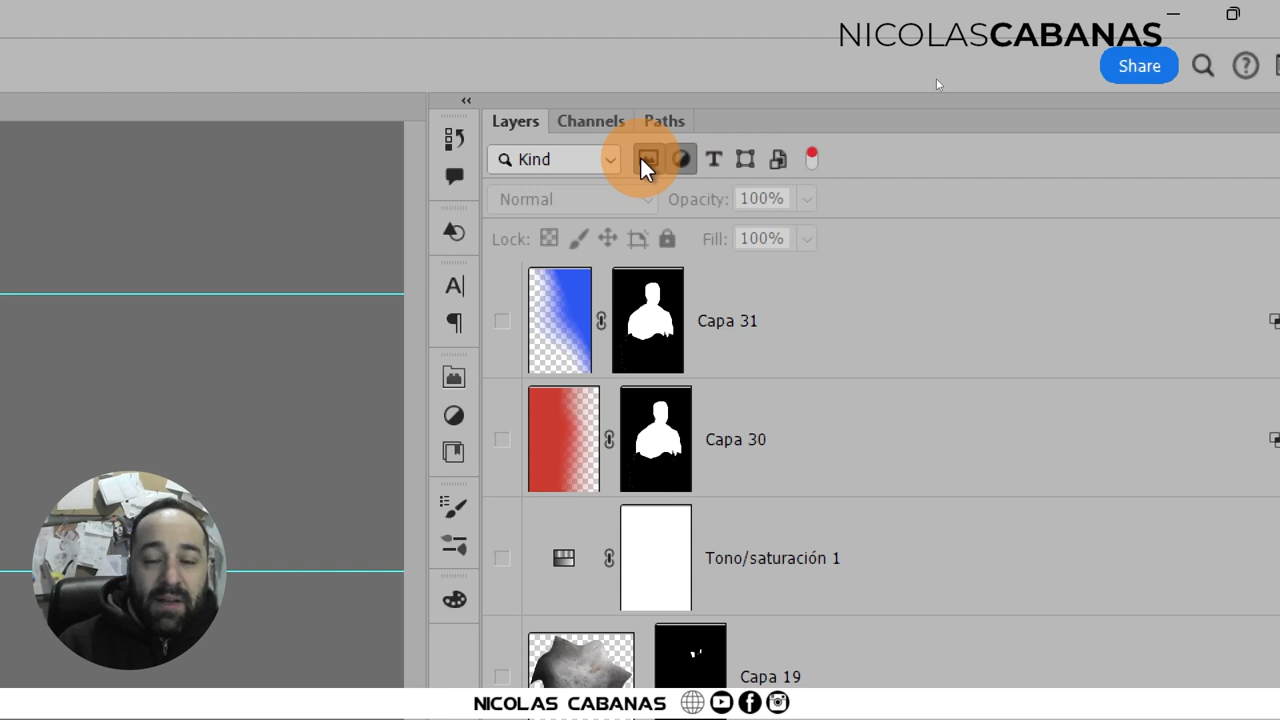 NICOLASCABANAS
Share
Layers Channels Paths
Kind
Normal Opacity: 100%
Lock: Fill: 100%
Capa 31
Capa 30
Tono/saturación 1
Capa 19
NICOLAS CABANAS